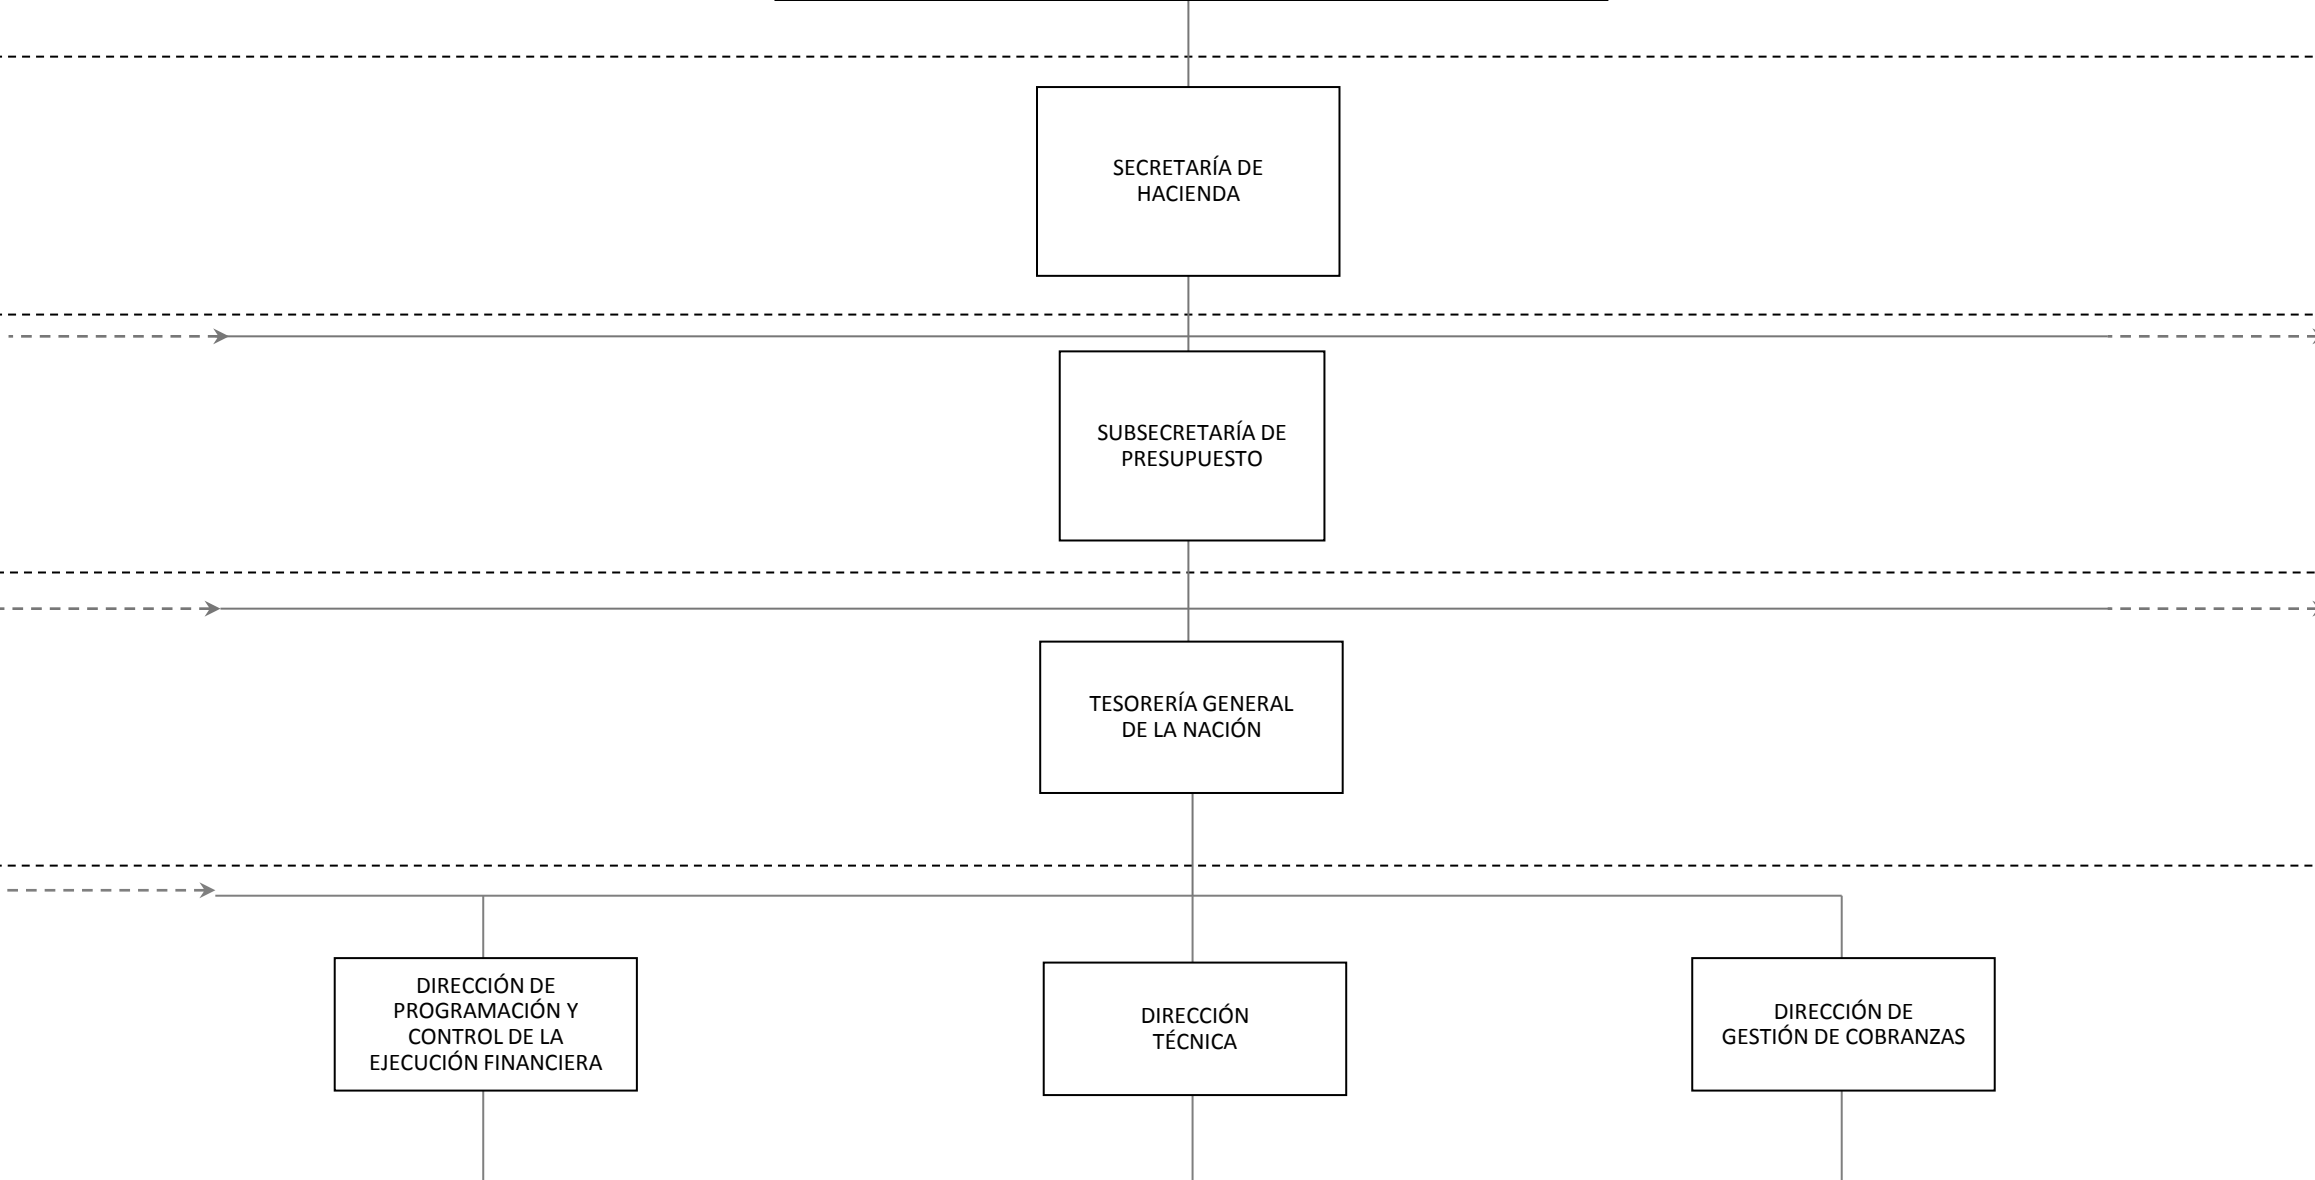 SECRETARÍA DE
HACIENDA
SUBSECRETARÍA DE
PRESUPUESTO
TESORERÍA GENERAL
DE LA NACIÓN
DIRECCIÓN DE
PROGRAMACIÓN Y
CONTROL DE LA
EJECUCIÓN FINANCIERA
DIRECCIÓN
TÉCNICA
DIRECCIÓN DE
GESTIÓN DE COBRANZAS